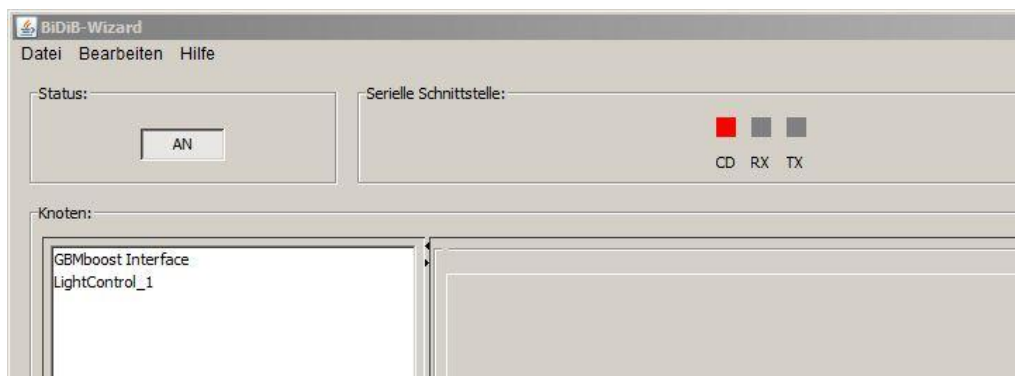 BiDiB-Wizard
Datei Bearbeiten Hilfe
Status:
AN
Serielle Schnittstelle:
CD RX TX
Knoten:
GBMboost Interface
LightControl_1